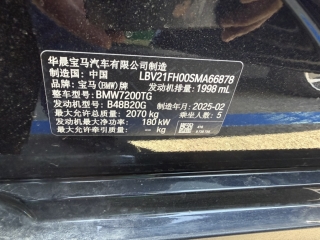 华晨宝马汽车有限公司制造
制造国：中国 LBV21FH00SMA66878
品牌：宝马(BMW)牌 发动机排量：1998 mL
整车型号：BMW7200TG
发动机型号：B48B20G 制造年月：2025-02
最大允许总质量：2070 kg 乘坐人数：5
发动机最大净功率：180 kW
最大允许牵引质量：— kg